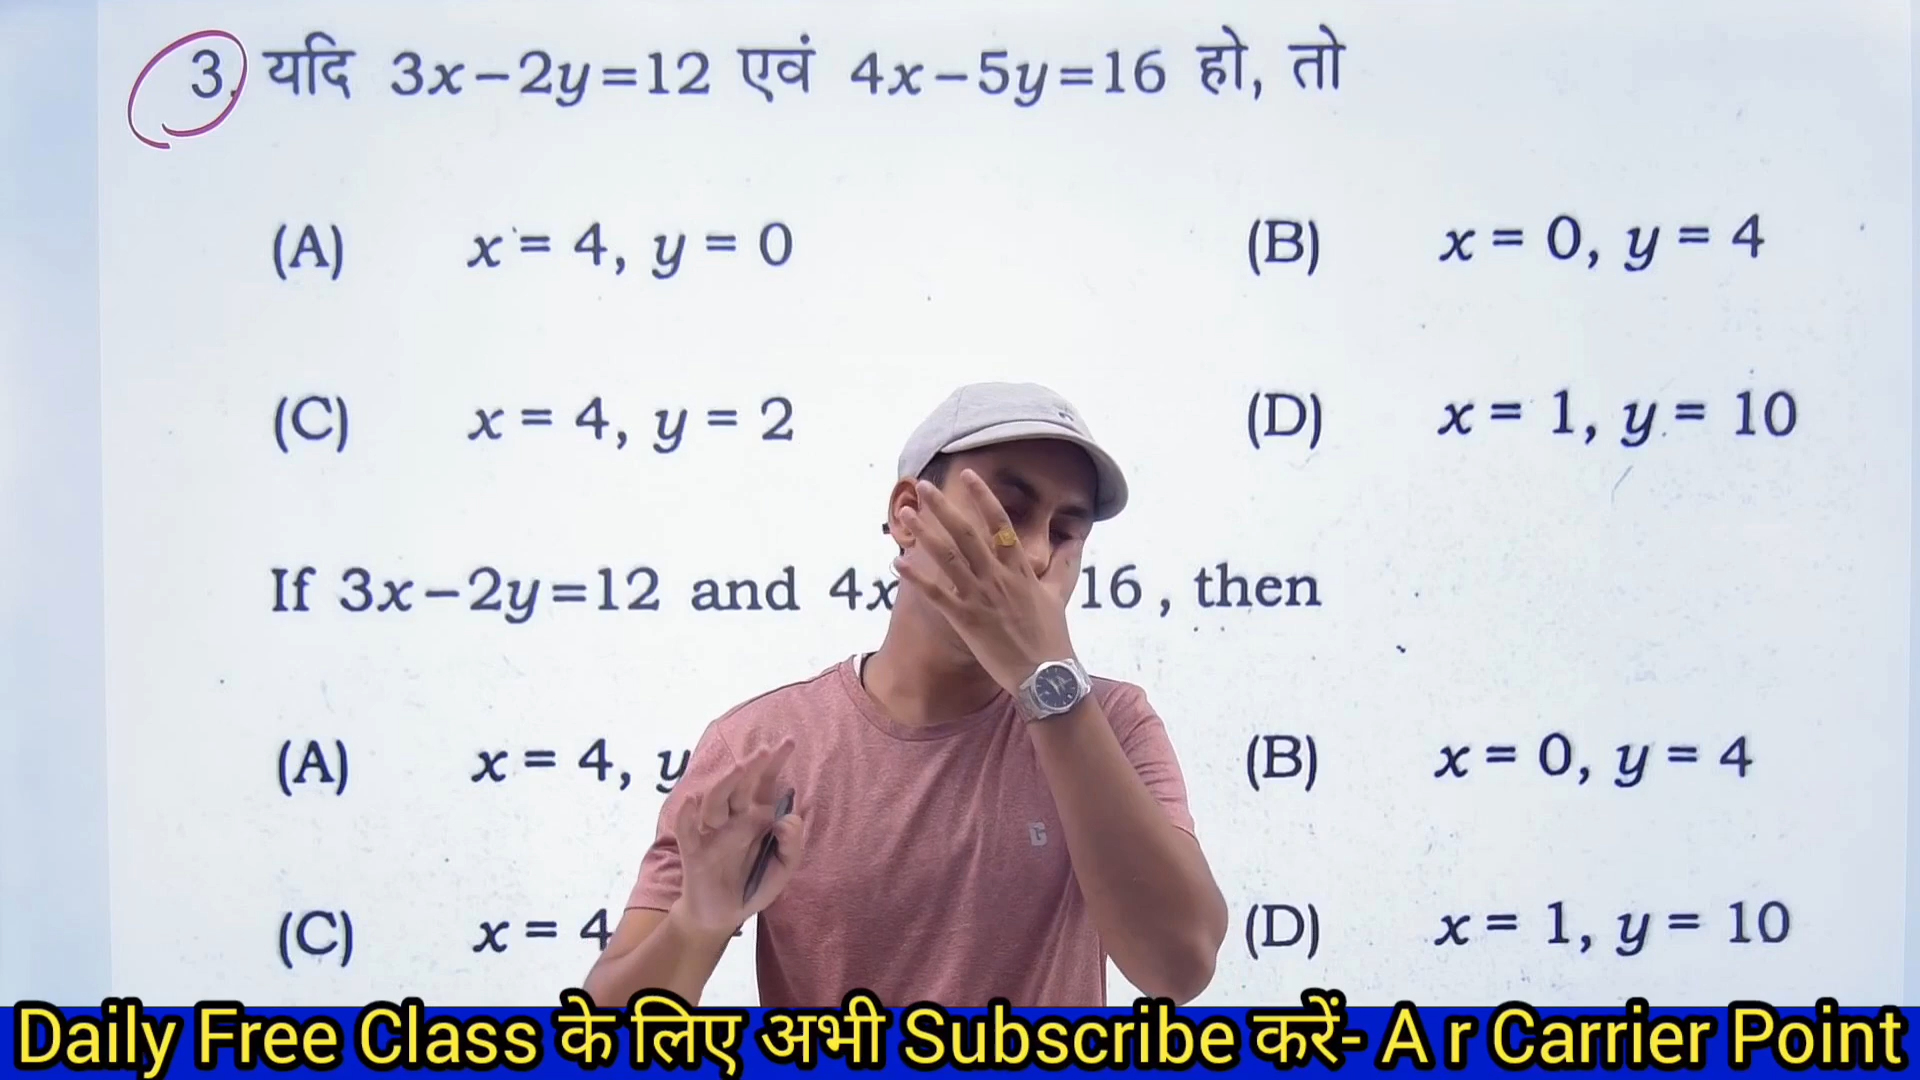 3. यदि 3x-2y=12 एवं 4x-5y=16 हो, तो
(A) x = 4, y = 0 (B) x = 0, y = 4
(C) x = 4, y = 2 (D) x = 1, y = 10
If 3x-2y=12 and 4x 16, then
(A) x = 4, y (B) x = 0, y = 4
(C) x = 4 (D) x = 1, y = 10
Daily Free Class के लिए अभी Subscribe करें- A r Carrier Point